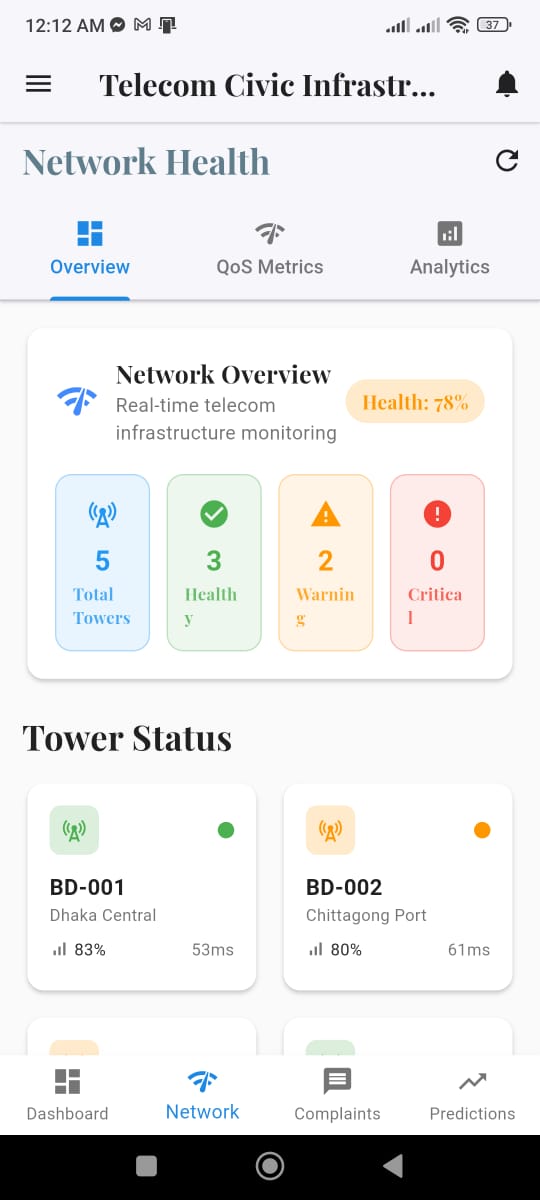 12:12 AM
37
Telecom Civic Infrastr...
Network Health
Overview
QoS Metrics
Analytics
Network Overview
Real-time telecom
infrastructure monitoring
Health: 78%
5
Total
Towers
3
Health
y
2
Warnin
g
0
Critica
l
Tower Status
BD-001
Dhaka Central
83%
53ms
BD-002
Chittagong Port
80%
61ms
Dashboard
Network
Complaints
Predictions